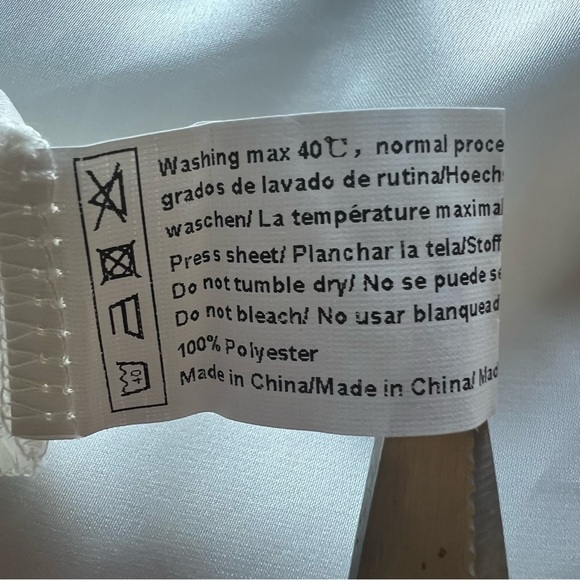 Washing max 40℃, normal proce
grados de lavado de rutina/Hoech
waschen/ La température maximal
Press sheet/ Planchar la tela/Stoff
Do not tumble dry/ No se puede se
Do not bleach/ No usar blanquead
100% Polyester
Made in China/Made in China/ Mad
40